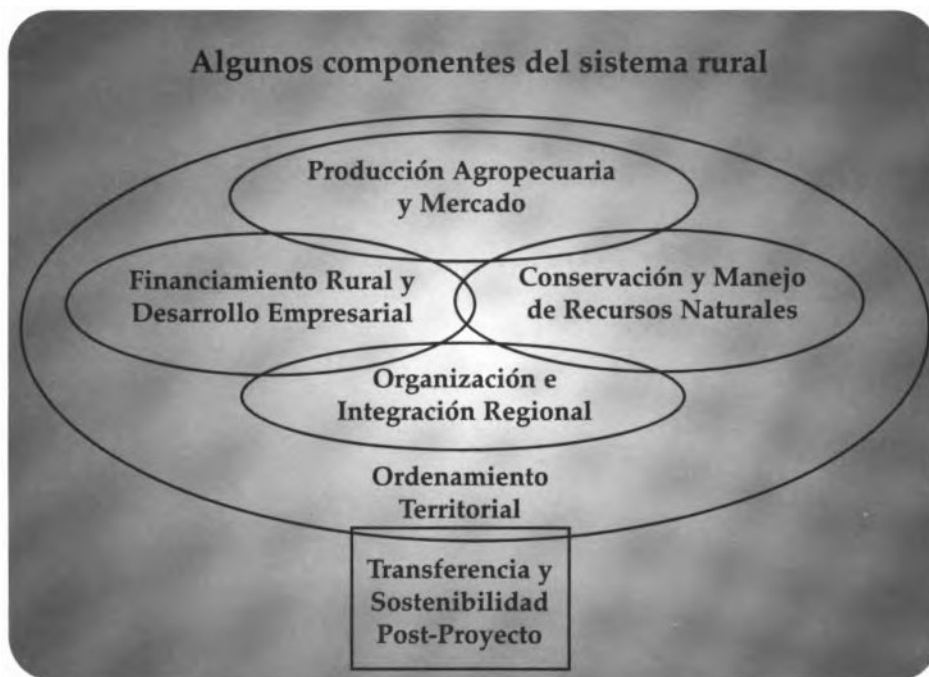 Algunos componentes del sistema rural
Producción Agropecuaria
y Mercado
Financiamiento Rural y
Desarrollo Empresarial
Conservación y Manejo
de Recursos Naturales
Organización e
Integración Regional
Ordenamiento
Territorial
Transferencia y
Sostenibilidad
Post-Proyecto